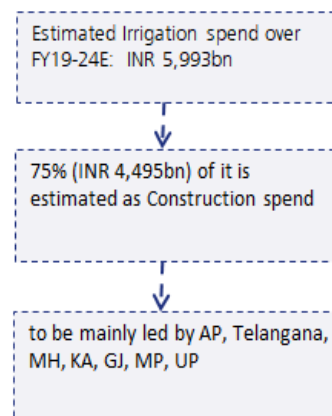 Estimated Irrigation spend over
FY19-24E: INR 5,993bn
75% (INR 4,495bn) of it is
estimated as Construction spend
to be mainly led by AP, Telangana,
MH, KA, GJ, MP, UP